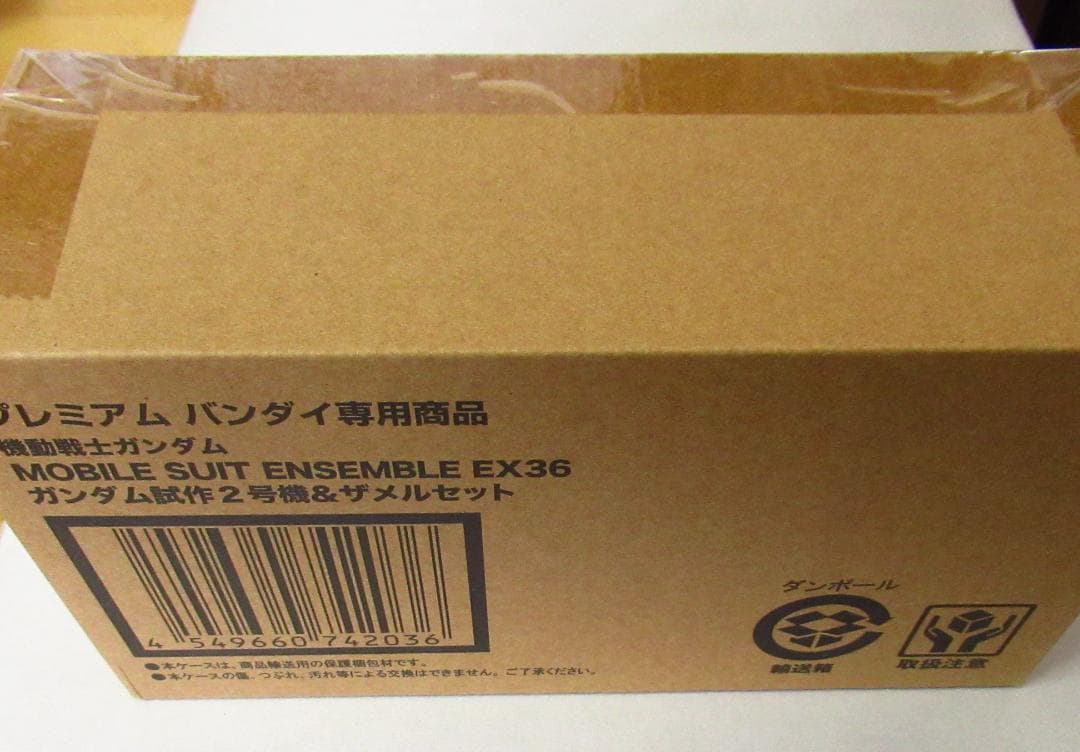 プレミアム バンダイ専用商品
機動戦士ガンダム
MOBILE SUIT ENSEMBLE EX36
ガンダム試作2号機&ザメルセット
4 549660 742036
●本ケースは、商品輸送用の保護梱包材です。
●本ケースの傷、つぶれ、汚れ等による交換はできません。ご了承ください。
ダンボール
輸送箱
取扱注意